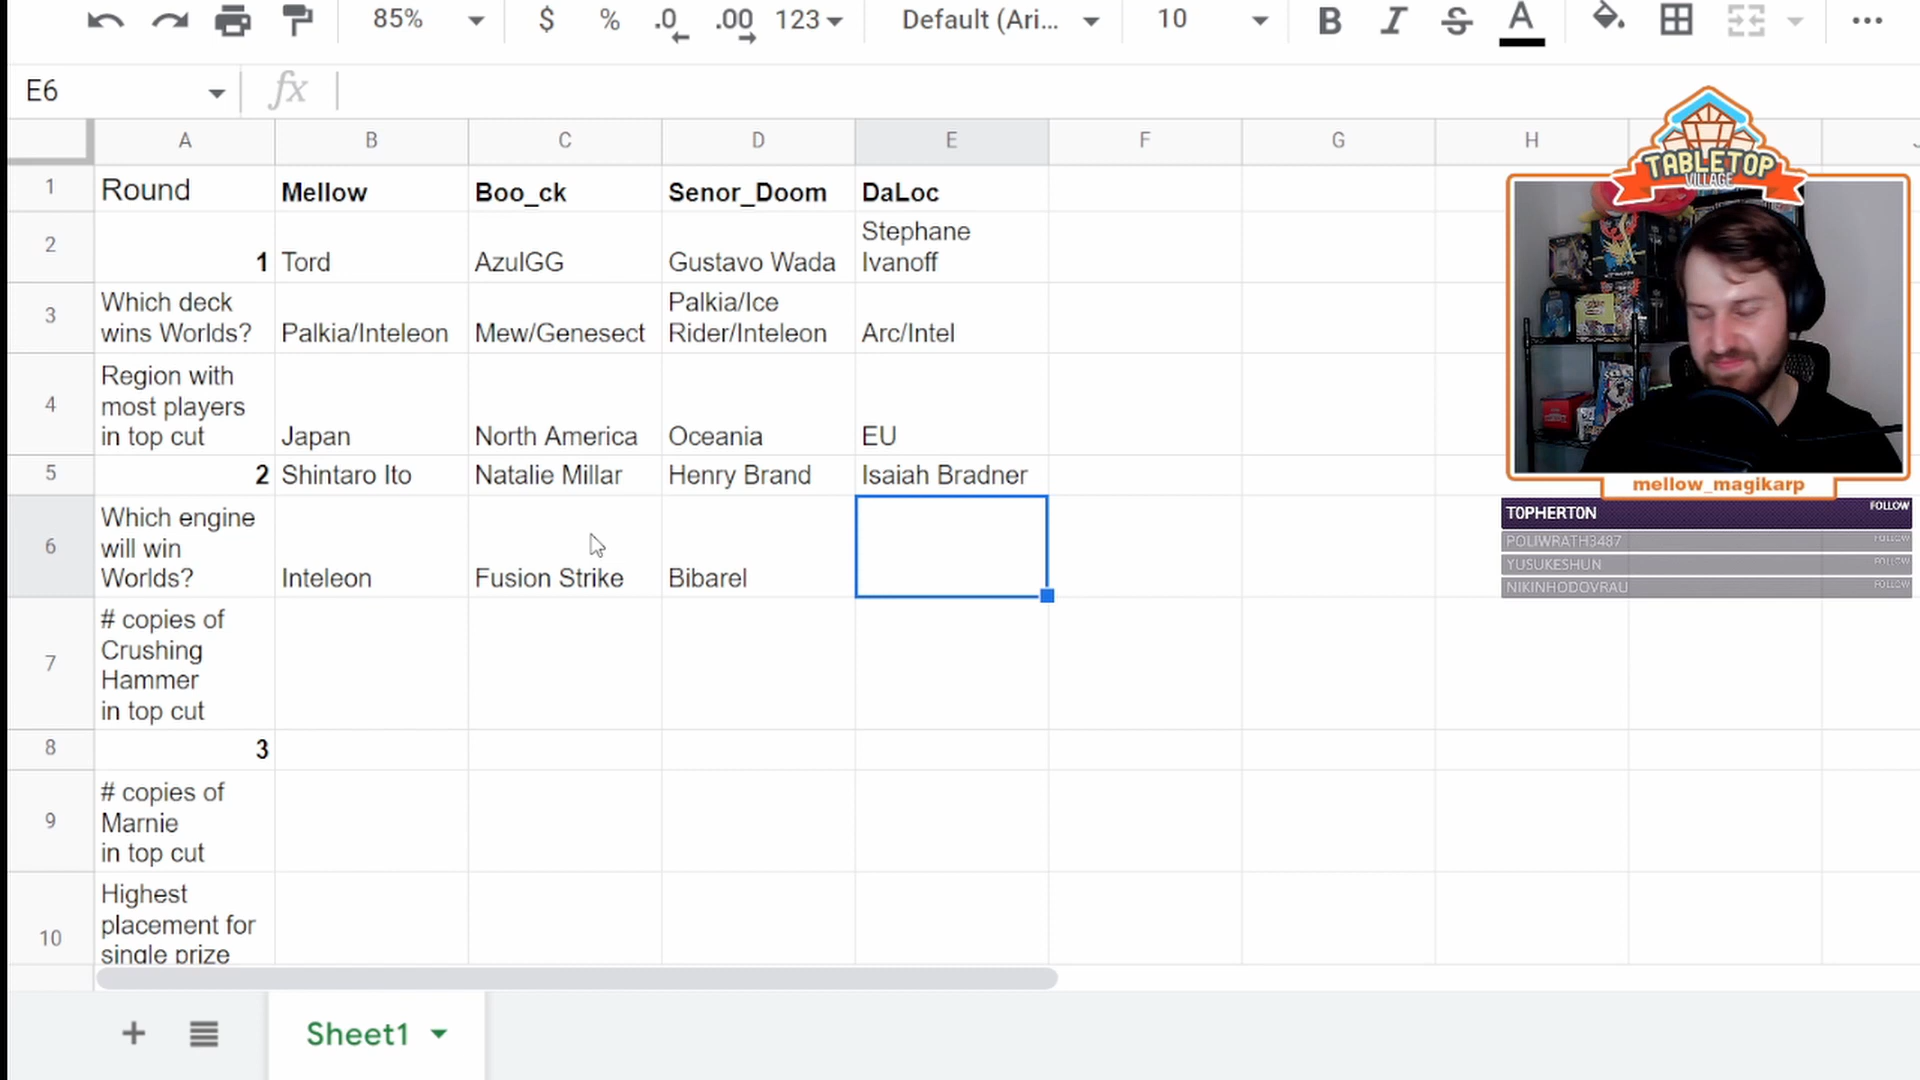 85%
$
%
.0
.00
123
Default (Ari...
10
B
I
S
A
E6
fx
A
B
C
D
E
F
G
H
1
Round
Mellow
Boo_ck
Senor_Doom
DaLoc
2
1
Tord
AzulGG
Gustavo Wada
Stephane
Ivanoff
3
Which deck
wins Worlds?
Palkia/Inteleon
Mew/Genesect
Palkia/Ice
Rider/Inteleon
Arc/Intel
4
Region with
most players
in top cut
Japan
North America
Oceania
EU
5
2
Shintaro Ito
Natalie Millar
Henry Brand
Isaiah Bradner
6
Which engine
will win
Worlds?
Inteleon
Fusion Strike
Bibarel
7
# copies of
Crushing
Hammer
in top cut
8
3
9
# copies of
Marnie
in top cut
10
Highest
placement for
single prize
Sheet1
TABLETOP
VILLAGE
mellow_magikarp
T0PHERT0N
FOLLOW
POLIWRATH3487
FOLLOW
YUSUKESHUN
FOLLOW
NIKINHODOVRAU
FOLLOW